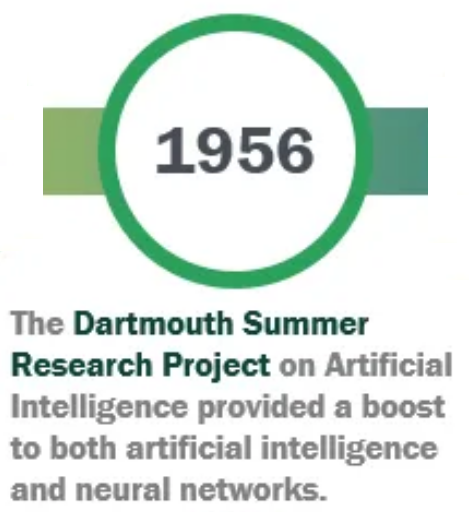 1956
The Dartmouth Summer
Research Project on Artificial
Intelligence provided a boost
to both artificial intelligence
and neural networks.